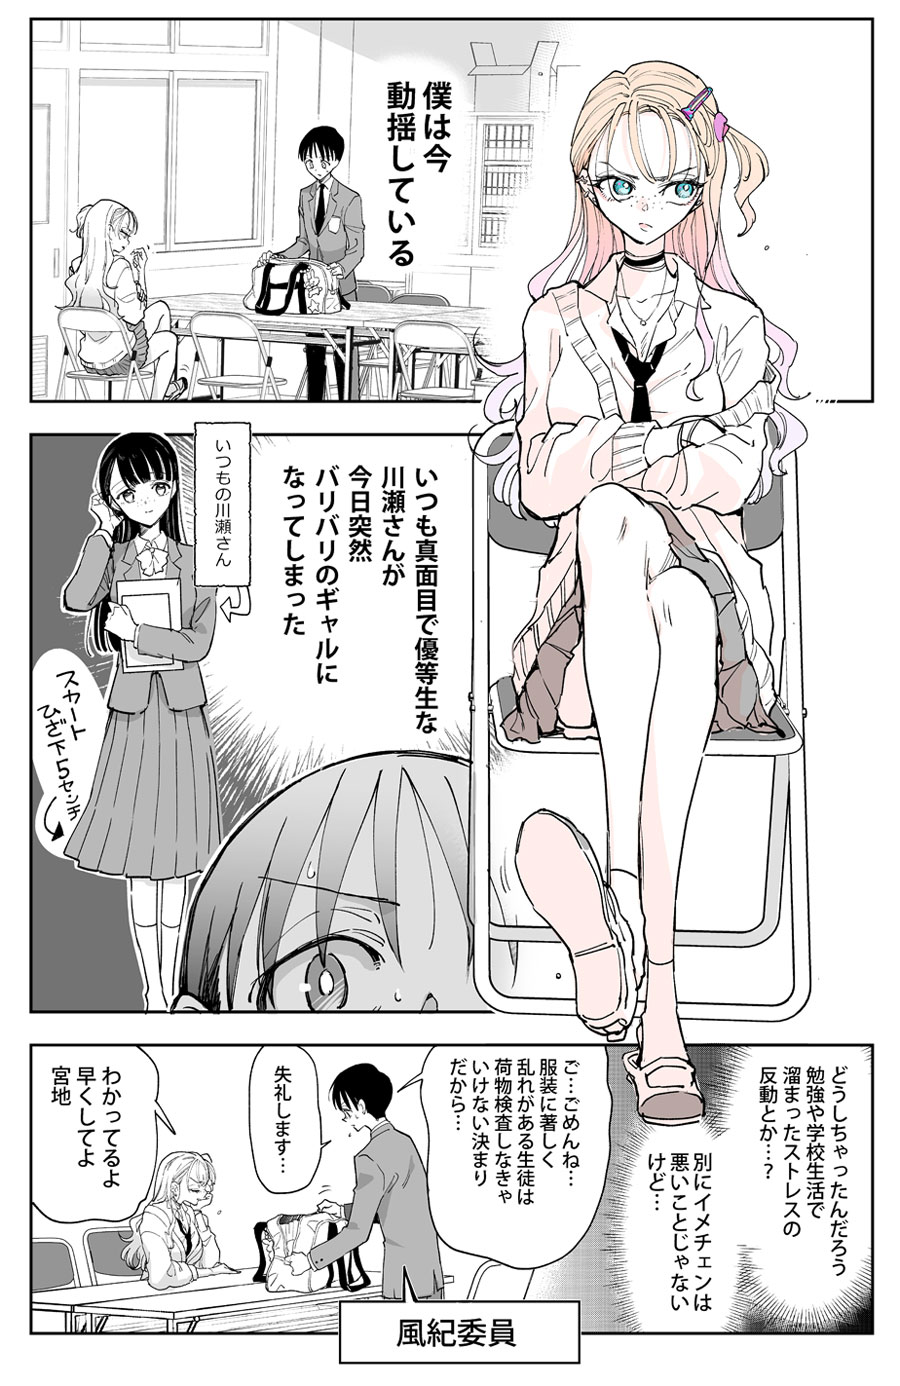 僕は今
動揺している
いつも真面目で優等生な
川瀬さんが
今日突然
バリバリのギャルに
なってしまった
いつもの川瀬さん
スカート
ひざ下5センチ
どうしちゃったんだろう
勉強や学校生活で
溜まったストレスの
反動とか…?
別にイメチェンは
悪いことじゃない
けど…
ご…ごめんね…
服装に著しく
乱れがある生徒は
荷物検査しなきゃ
いけない決まり
だから…
失礼します…
わかってるよ
早くしてよ
宮地
風紀委員